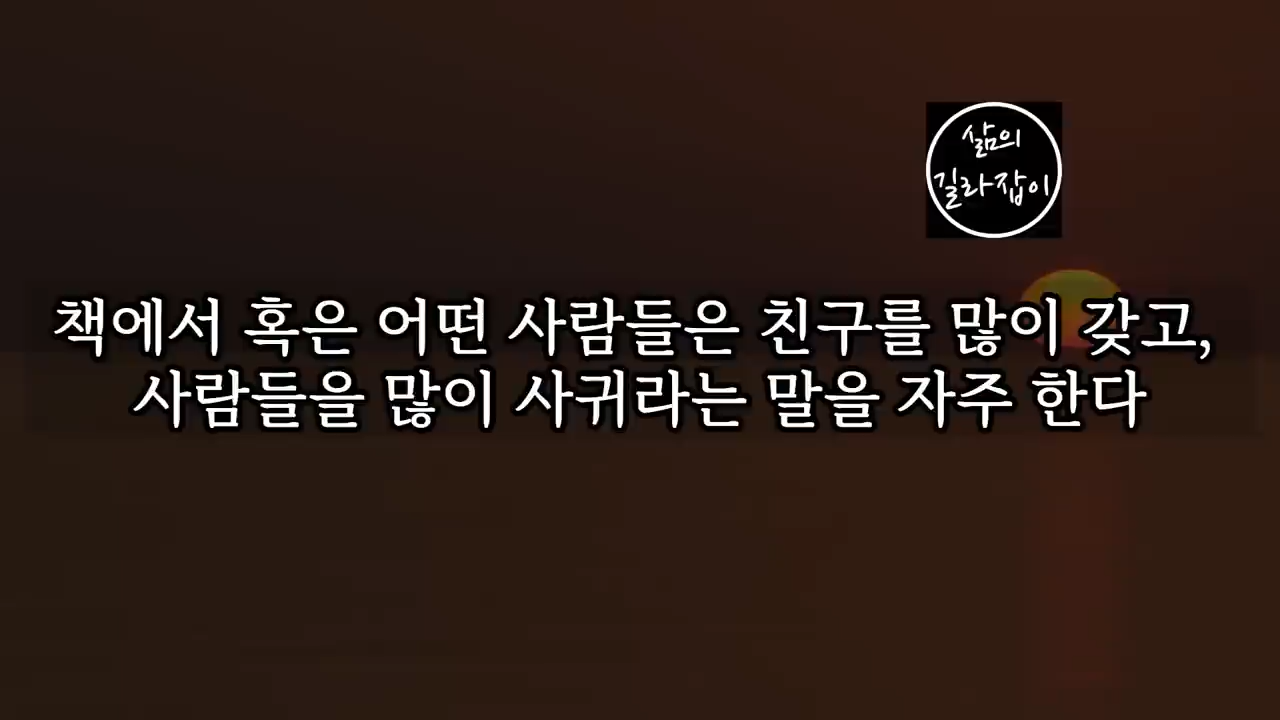 삶의
길라잡이
책에서 혹은 어떤 사람들은 친구를 많이 갖고,
사람들을 많이 사귀라는 말을 자주 한다